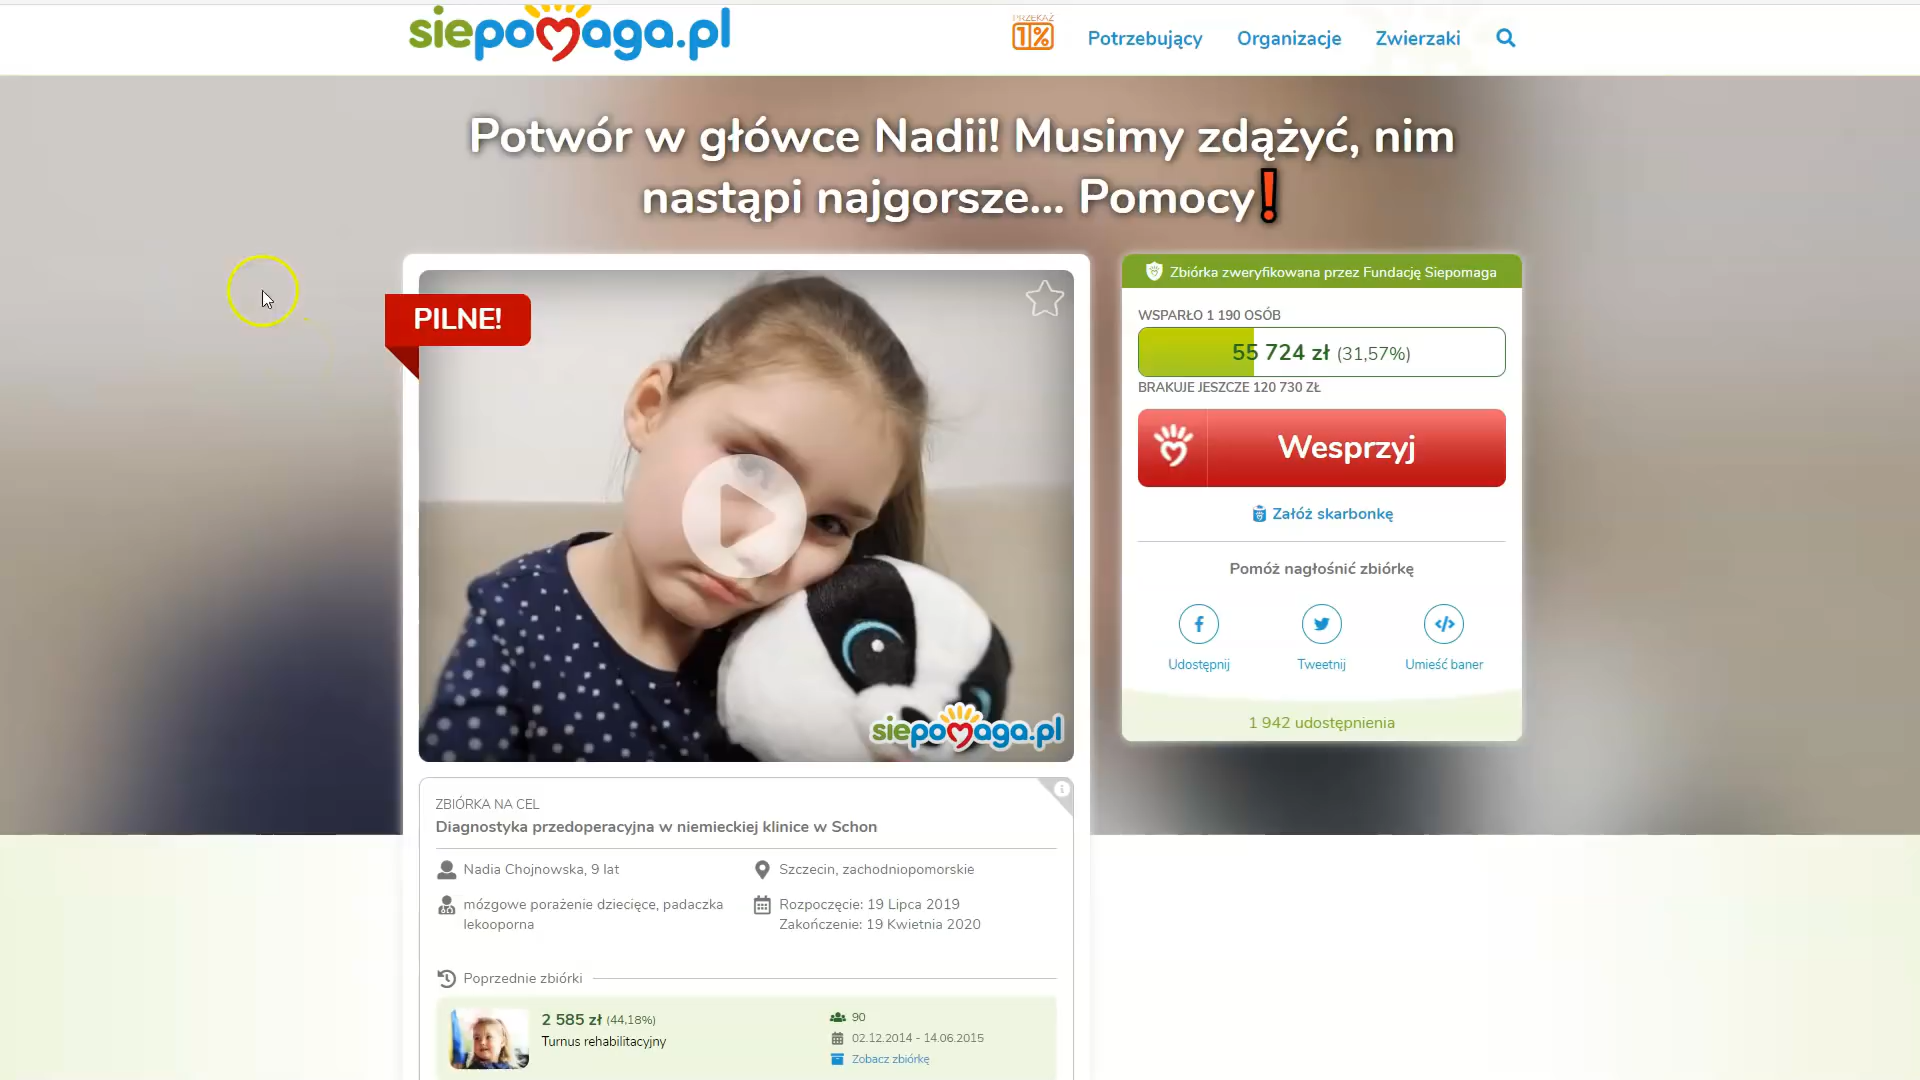 siepomaga.pl
PRZEKAŻ
1%
Potrzebujący
Organizacje
Zwierzaki
Potwór w główce Nadii! Musimy zdążyć, nim
nastąpi najgorsze... Pomocy❗
PILNE!
siepomaga.pl
Zbiórka zweryfikowana przez Fundację Siepomaga
WSPARŁO 1 190 OSÓB
55 724 zł (31,57%)
BRAKUJE JESZCZE 120 730 ZŁ
Wesprzyj
Załóż skarbonkę
Pomóż nagłośnić zbiórkę
Udostępnij
Tweetnij
Umieść baner
1 942 udostępnienia
ZBIÓRKA NA CEL
Diagnostyka przedoperacyjna w niemieckiej klinice w Schon
Nadia Chojnowska, 9 lat
Szczecin, zachodniopomorskie
mózgowe porażenie dziecięce, padaczka
lekooporna
Rozpoczęcie: 19 Lipca 2019
Zakończenie: 19 Kwietnia 2020
Poprzednie zbiórki
2 585 zł (44,18%)
Turnus rehabilitacyjny
90
02.12.2014 - 14.06.2015
Zobacz zbiórkę